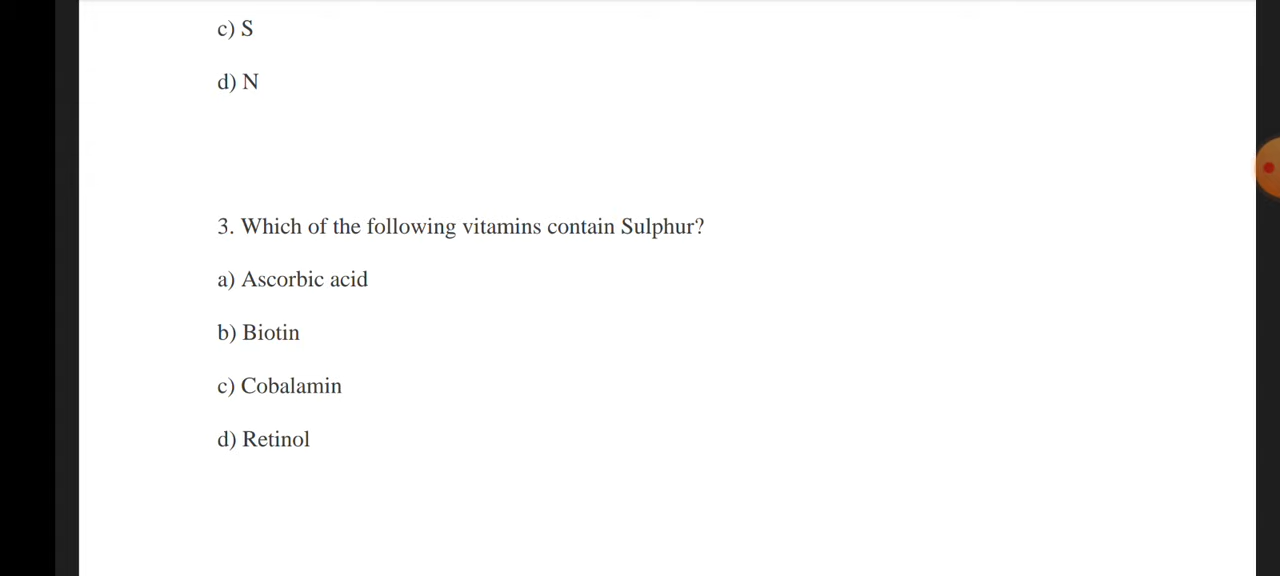 c) S
d) N
3. Which of the following vitamins contain Sulphur?
a) Ascorbic acid
b) Biotin
c) Cobalamin
d) Retinol